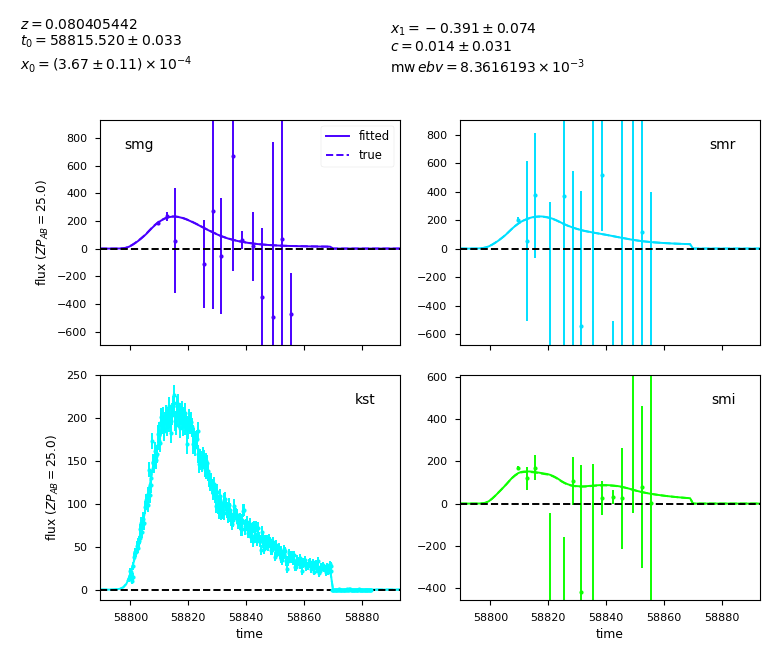 z = 0.080405442
t₀ = 58815.520 ± 0.033
x₀ = (3.67 ± 0.11) × 10⁻⁴
x₁ = −0.391 ± 0.074
c = 0.014 ± 0.031
mw ebv = 8.3616193 × 10⁻³
smg
fitted
true
800
600
400
200
0
−200
−400
−600
flux (ZP_AB = 25.0)
smr
800
600
400
200
0
−200
−400
−600
kst
250
200
150
100
50
0
flux (ZP_AB = 25.0)
58800 58820 58840 58860 58880
time
smi
600
400
200
0
−200
−400
58800 58820 58840 58860 58880
time